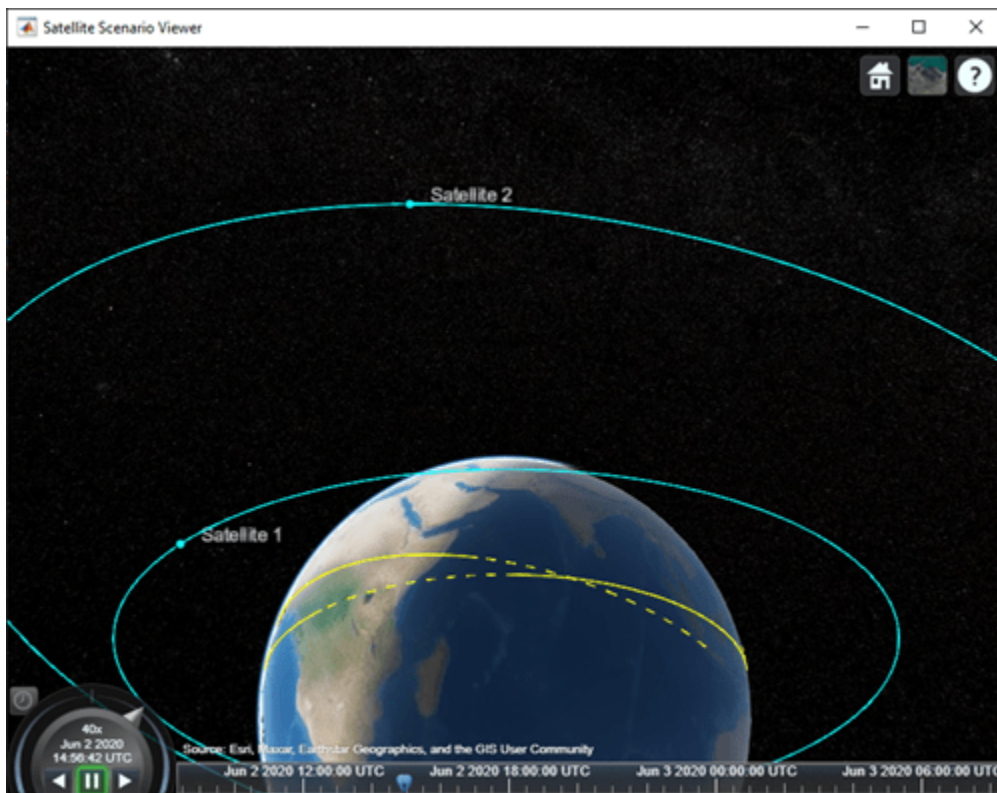 Satellite Scenario Viewer
?
Satellite 2
Satellite 1
40x
Jun 2 2020
14:56:42 UTC
Source: Esri, Maxar, Earthstar Geographics, and the GIS User Community
Jun 2 2020 12:00:00 UTC
Jun 2 2020 18:00:00 UTC
Jun 3 2020 00:00:00 UTC
Jun 3 2020 06:00:00 UTC